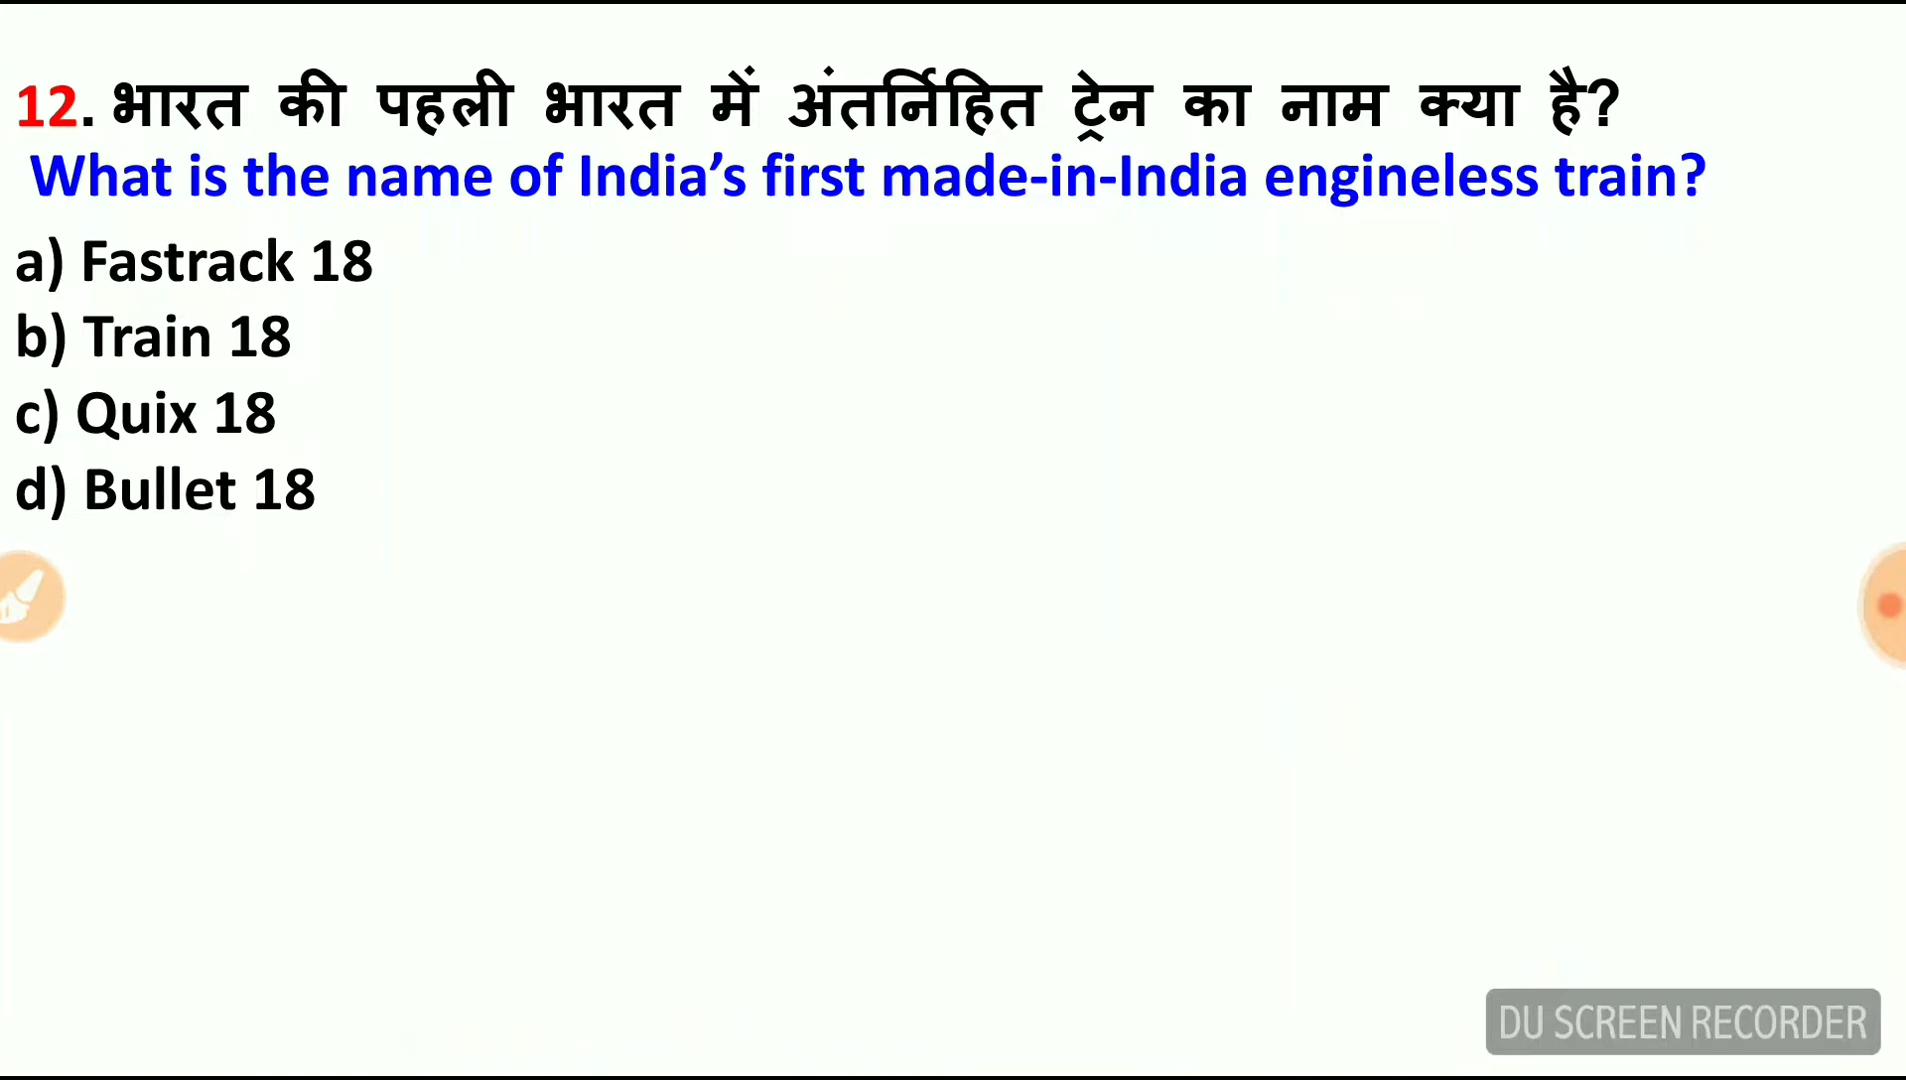 12. भारत की पहली भारत में अंतर्निहित ट्रेन का नाम क्या है?
What is the name of India’s first made-in-India engineless train?
a) Fastrack 18
b) Train 18
c) Quix 18
d) Bullet 18
DU SCREEN RECORDER